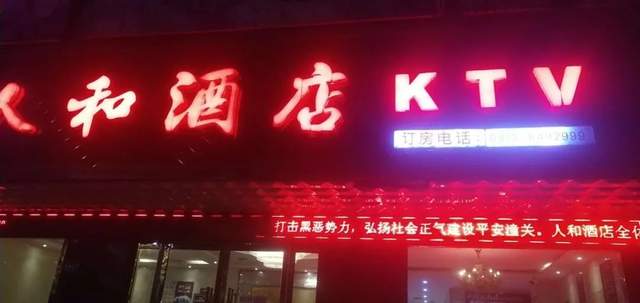 人和酒店 KTV
订房电话:
打击黑恶势力,弘扬社会正气建设平安潼关。人和酒店全体